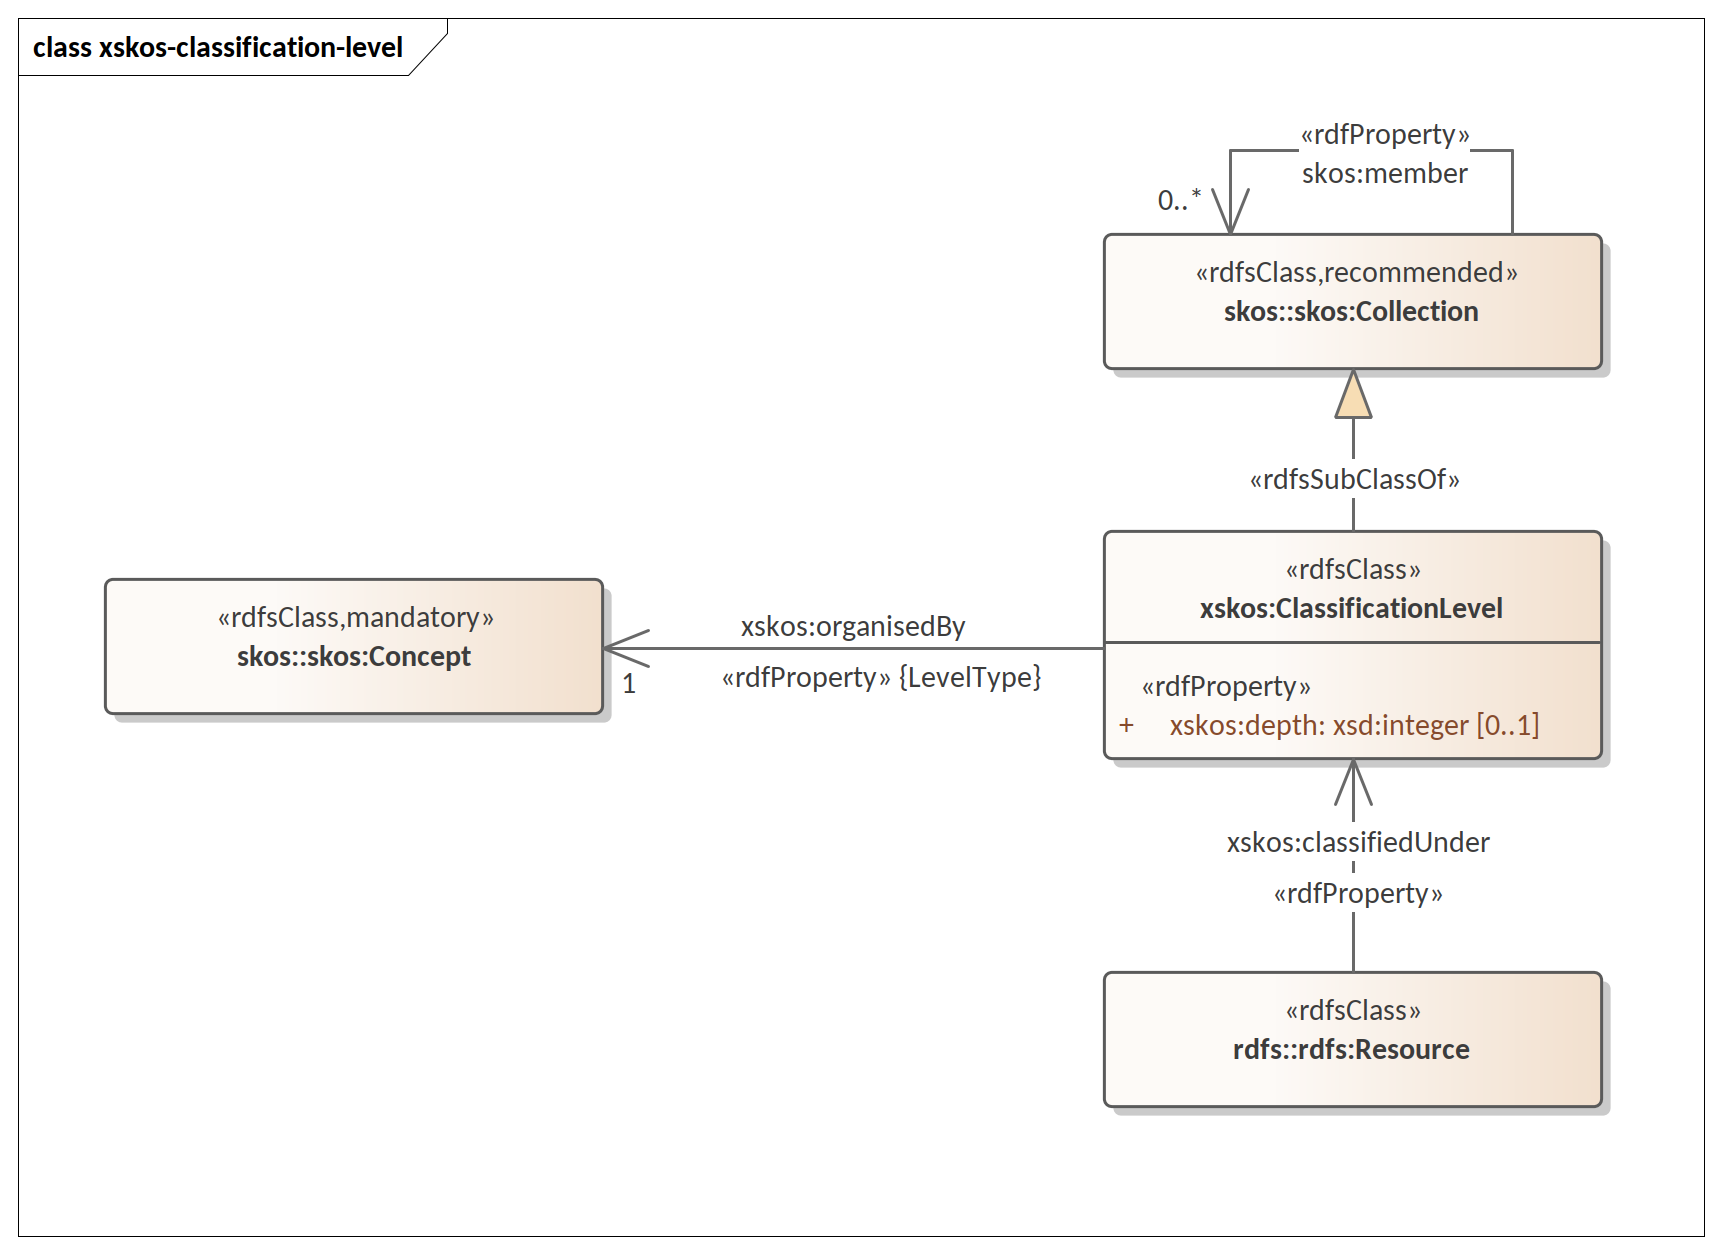 class xskos-classification-level
«rdfProperty»
skos:member
0..*
«rdfsClass,recommended»
skos::skos:Collection
«rdfsSubClassOf»
«rdfsClass»
xskos:ClassificationLevel
«rdfProperty»
+ xskos:depth: xsd:integer [0..1]
«rdfsClass,mandatory»
skos::skos:Concept
xskos:organisedBy
«rdfProperty» {LevelType}
1
xskos:classifiedUnder
«rdfProperty»
«rdfsClass»
rdfs::rdfs:Resource